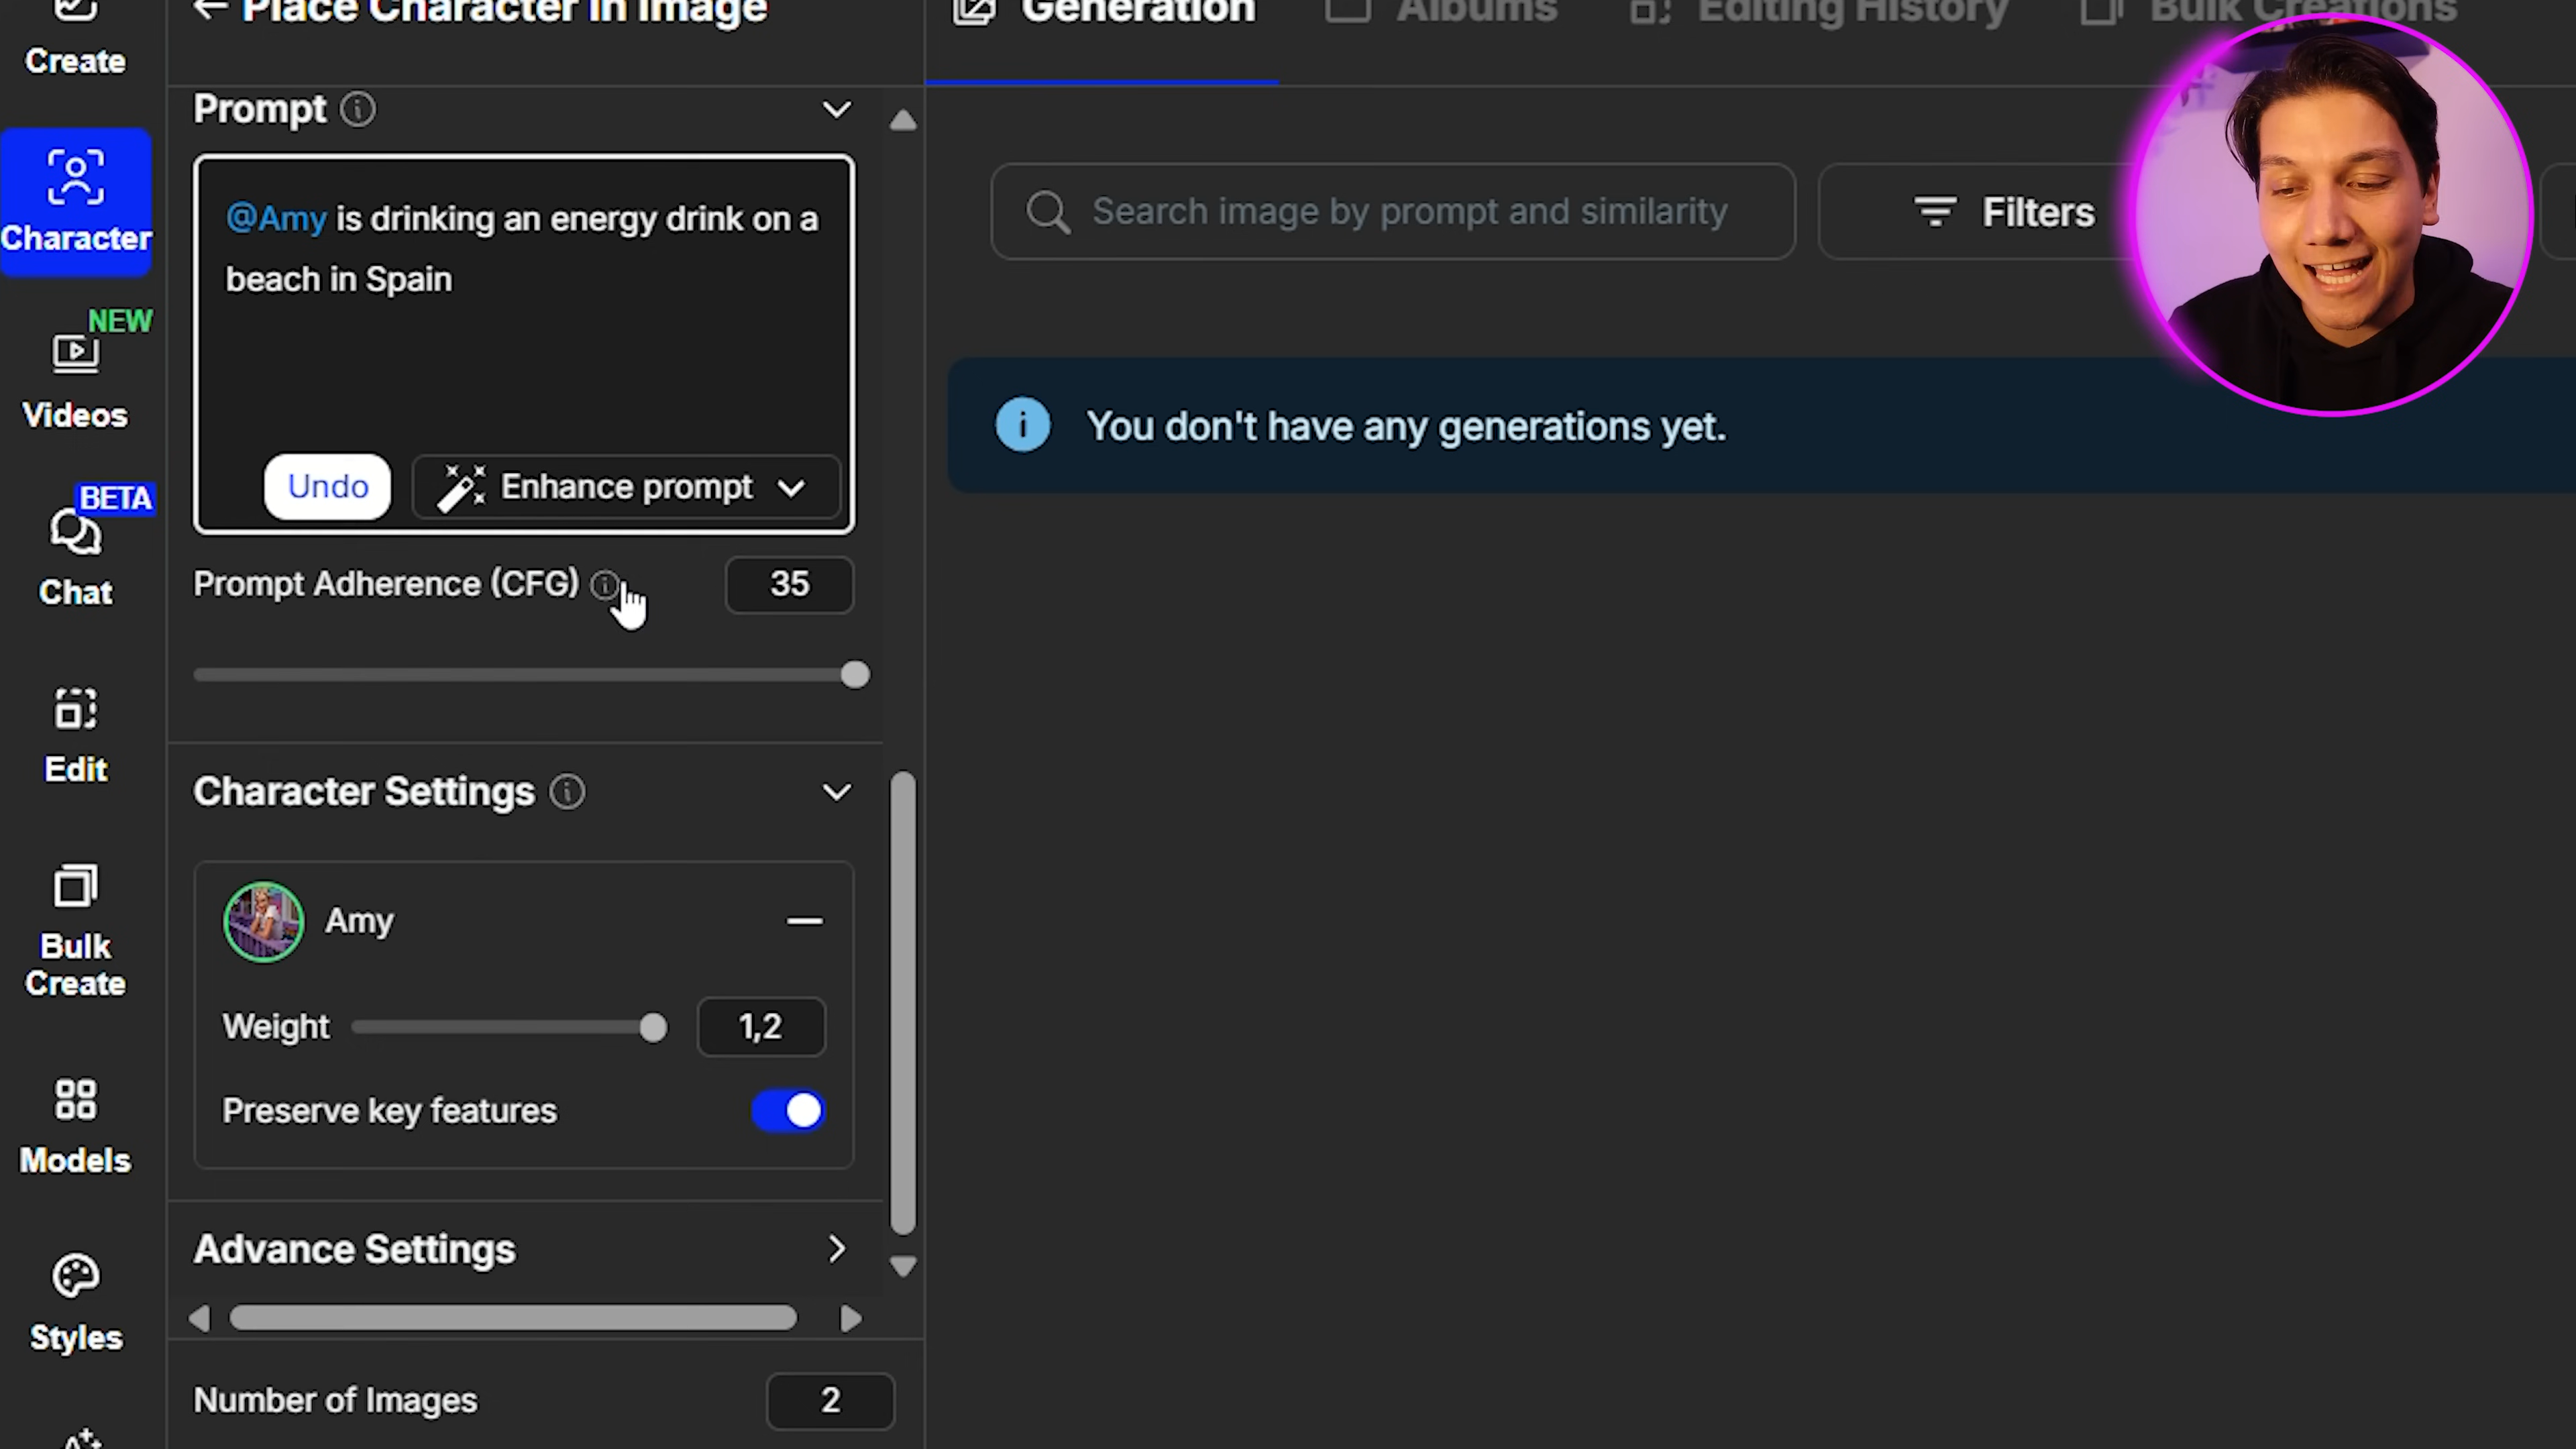 Place Character in Image
Generation
Albums
Editing History
Bulk Creations
Create
Character
NEW
Videos
BETA
Chat
Edit
Bulk
Create
Models
Styles
Prompt
@Amy is drinking an energy drink on a
beach in Spain
Undo
Enhance prompt
Prompt Adherence (CFG)
35
Character Settings
Amy
Weight
1,2
Preserve key features
Advance Settings
Number of Images
2
Search image by prompt and similarity
Filters
You don't have any generations yet.